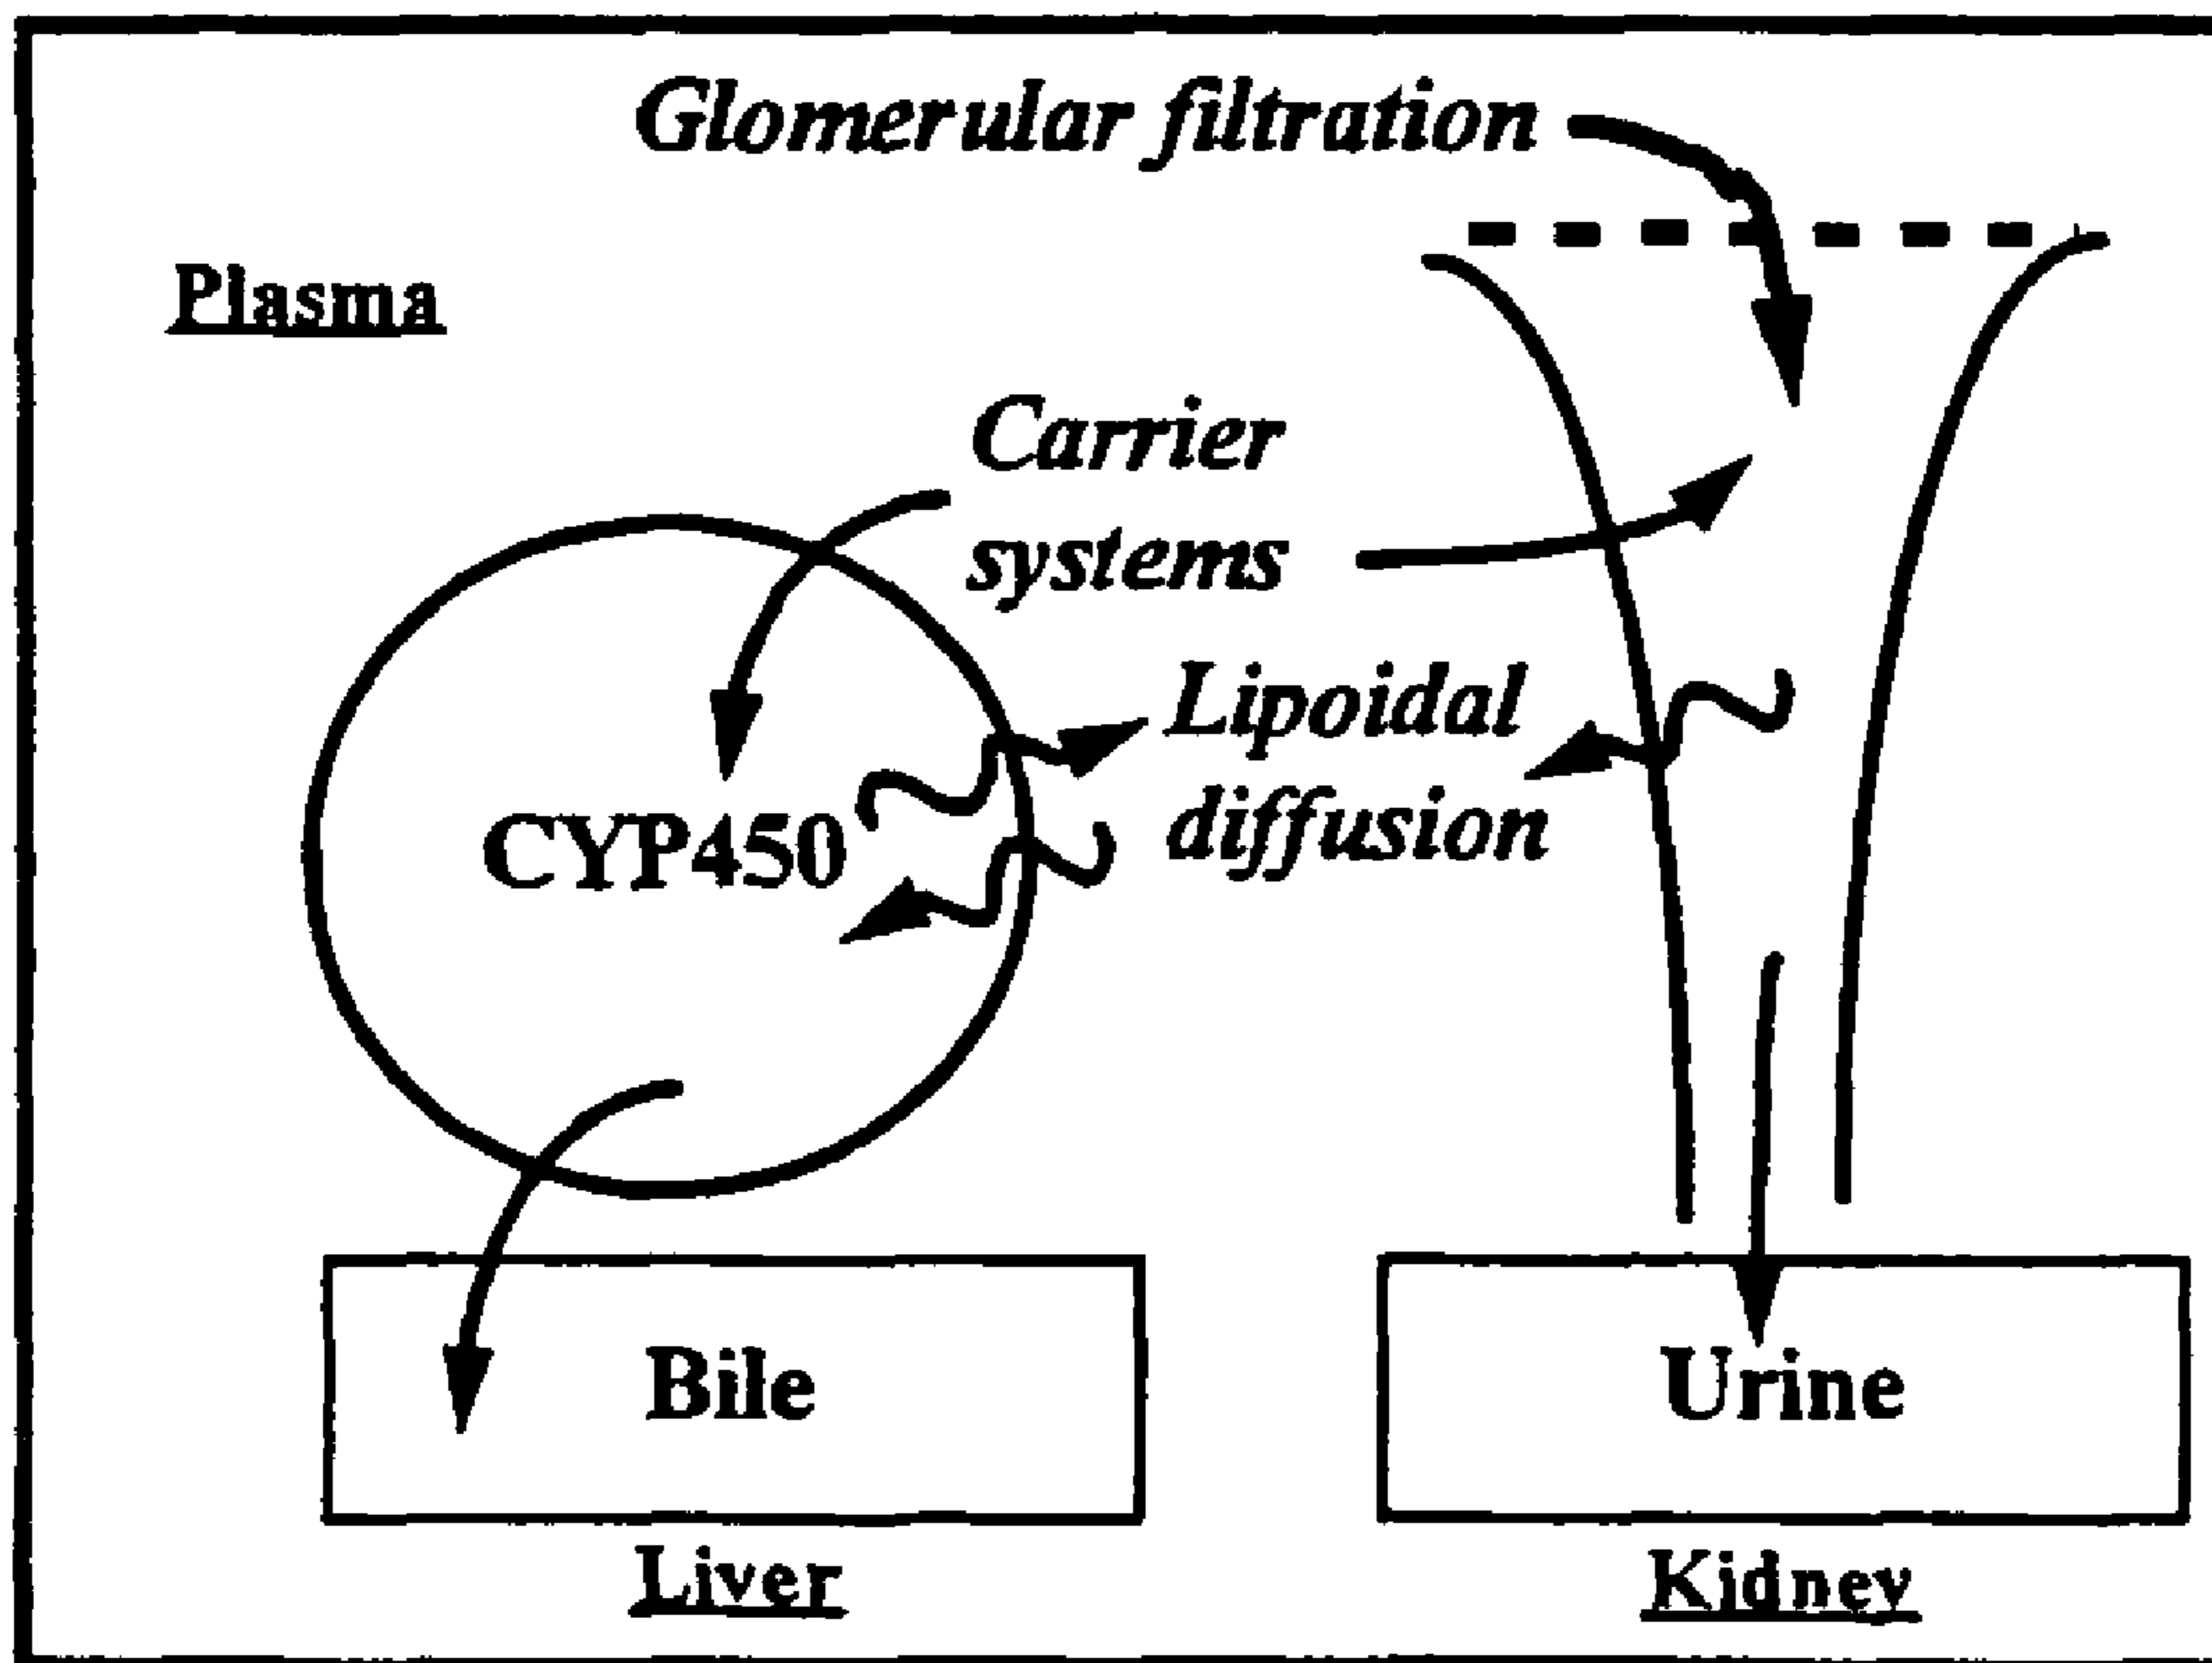 Glomerular filtration
Plasma
Carrier
systems
Lipoidal
diffusion
CYP450
Bile
Urine
Liver
Kidney